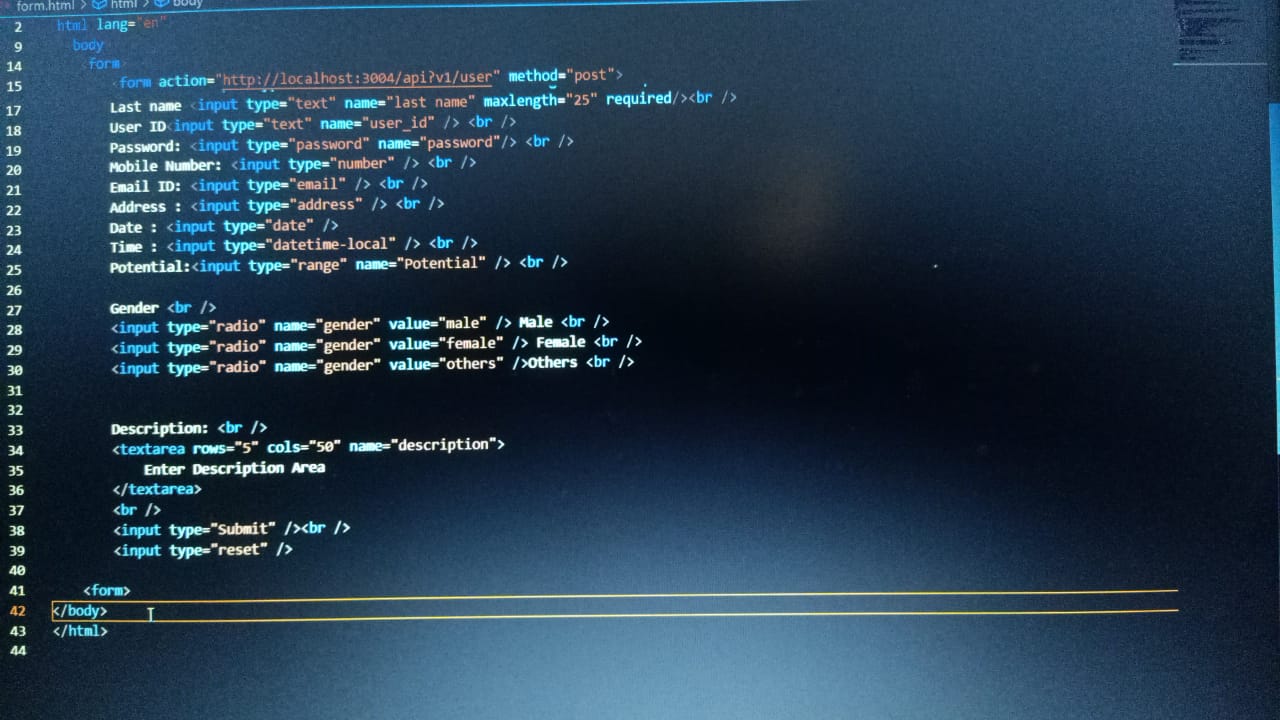 form.html > html > body
2 html lang="en"
9 body
14 form
15 <form action="http://localhost:3004/api?v1/user" method="post">
17 Last name <input type="text" name="last name" maxlength="25" required/><br />
18 User ID<input type="text" name="user_id" /> <br />
19 Password: <input type="password" name="password"/> <br />
20 Mobile Number: <input type="number" /> <br />
21 Email ID: <input type="email" /> <br />
22 Address : <input type="address" /> <br />
23 Date : <input type="date" />
24 Time : <input type="datetime-local" /> <br />
25 Potential:<input type="range" name="Potential" /> <br />
26
27 Gender <br />
28 <input type="radio" name="gender" value="male" /> Male <br />
29 <input type="radio" name="gender" value="female" /> Female <br />
30 <input type="radio" name="gender" value="others" />Others <br />
31
32
33 Description: <br />
34 <textarea rows="5" cols="50" name="description">
35 Enter Description Area
36 </textarea>
37 <br />
38 <input type="Submit" /><br />
39 <input type="reset" />
40
41 <form>
42 </body>
43 </html>
44